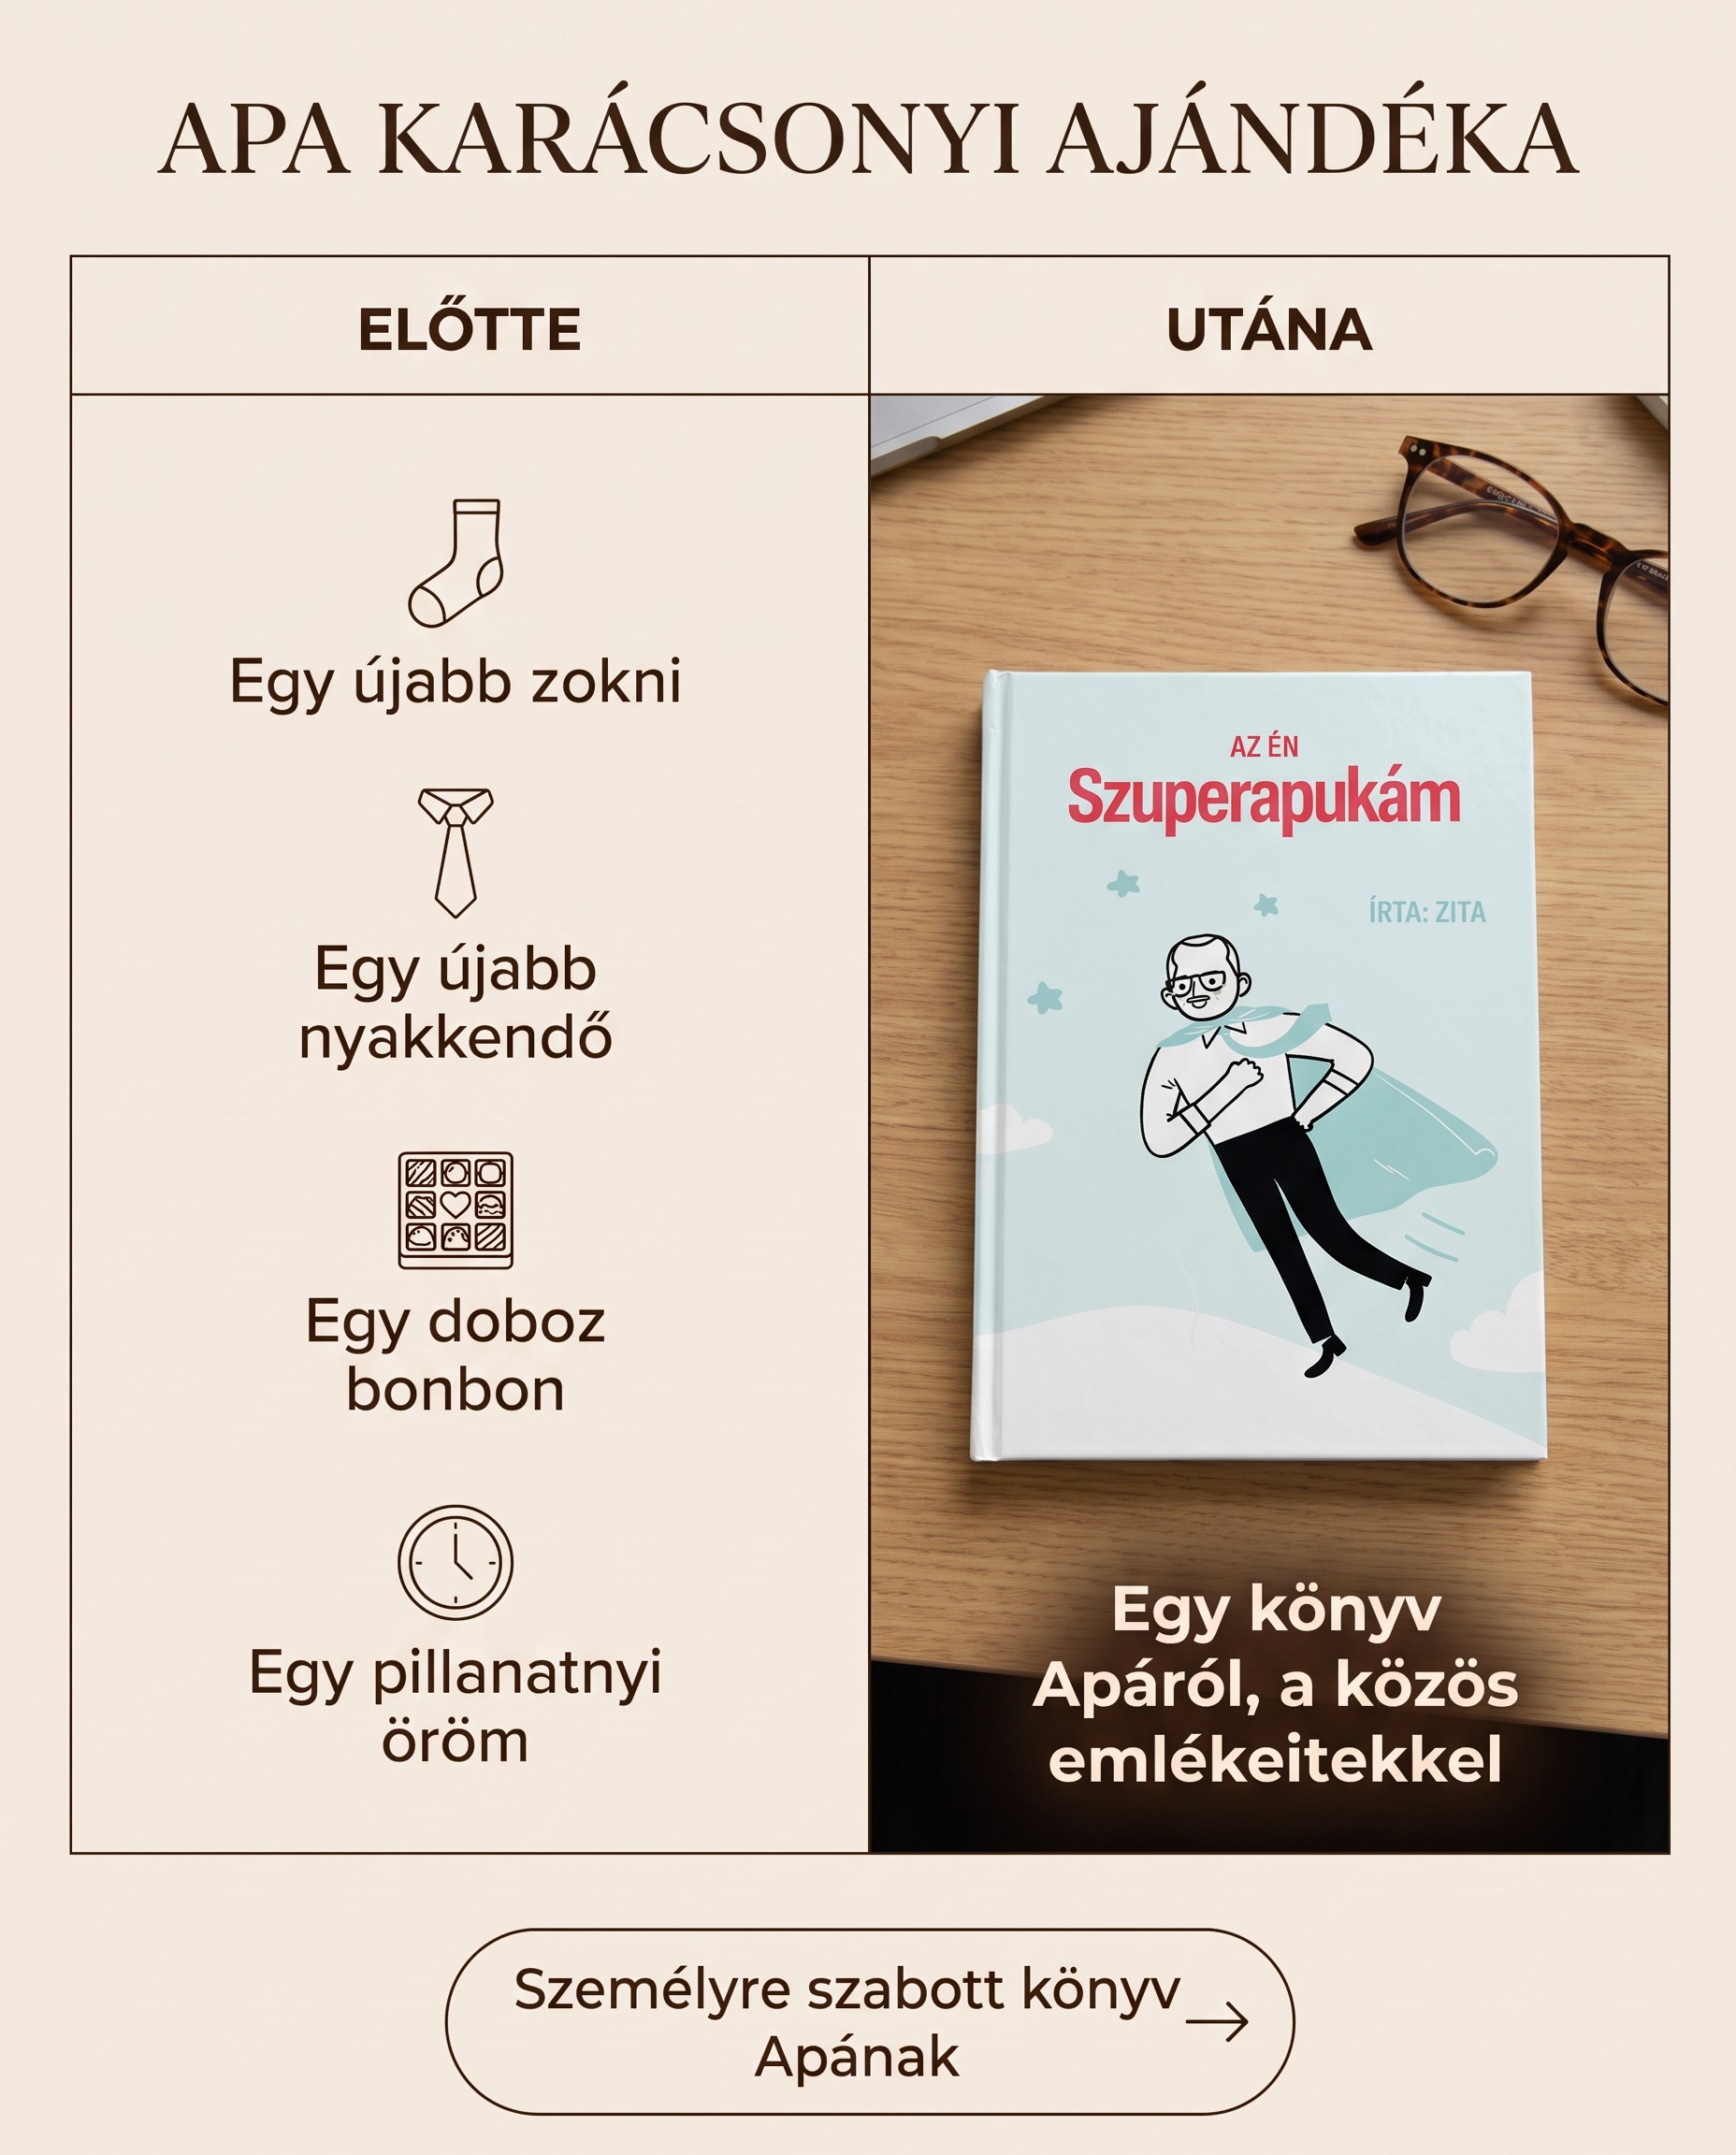 APA KARÁCSONYI AJÁNDÉKA
ELŐTTE
UTÁNA
Egy újabb zokni
Egy újabb
nyakkendő
Egy doboz
bonbon
Egy pillanatnyi
öröm
AZ ÉN
Szuperapukám
ÍRTA: ZITA
Egy könyv
Apáról, a közös
emlékeitekkel
Személyre szabott könyv
Apának